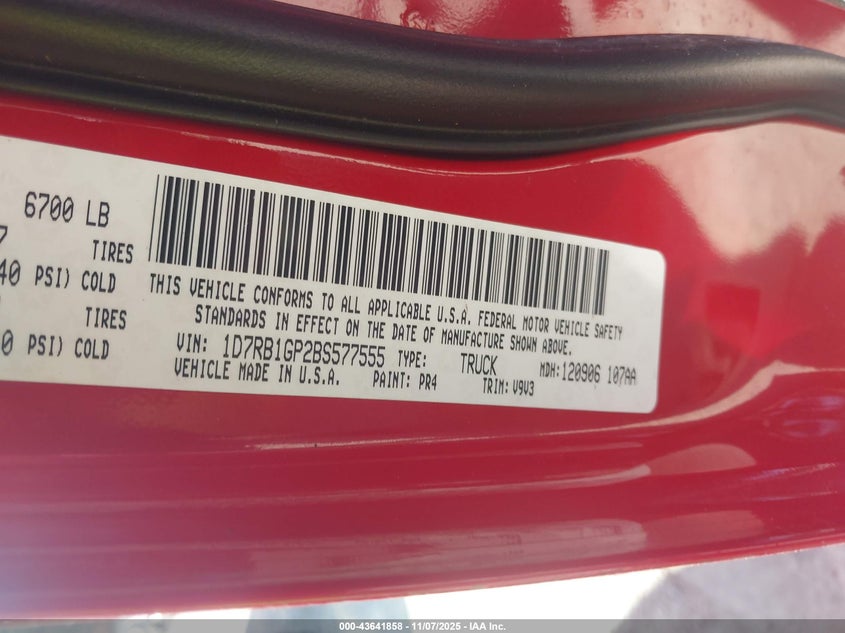 6700 LB
7 TIRES
40 PSI) COLD
TIRES
0 PSI) COLD
THIS VEHICLE CONFORMS TO ALL APPLICABLE U.S.A. FEDERAL MOTOR VEHICLE SAFETY
STANDARDS IN EFFECT ON THE DATE OF MANUFACTURE SHOWN ABOVE.
VIN: 1D7RB1GP2BS577555 TYPE: TRUCK MDH: 120906 107AA
VEHICLE MADE IN U.S.A. PAINT: PR4 TRIM: V9V3
000-43641858 - 11/07/2025 - IAA Inc.